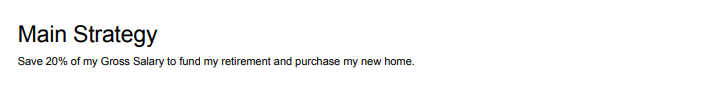 Main Strategy
Save 20% of my Gross Salary to fund my retirement and purchase my new home.